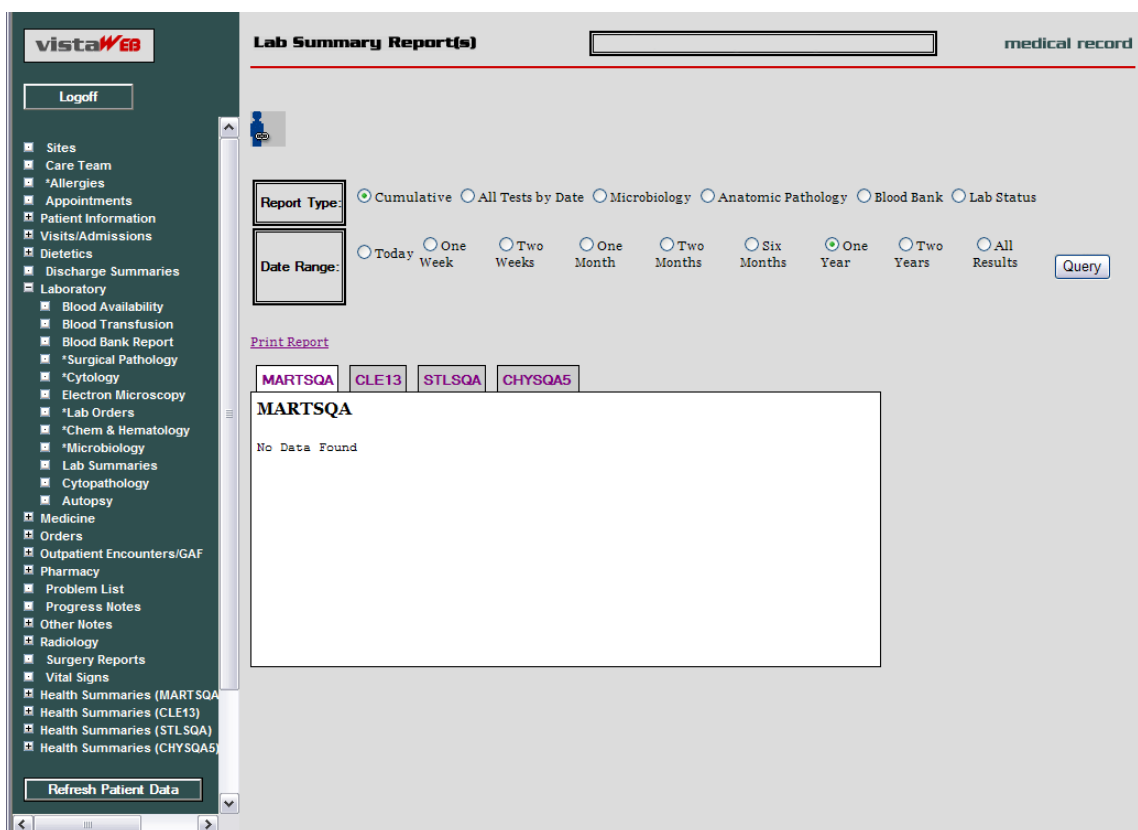 vistaWEB
Logoff
Sites
Care Team
*Allergies
Appointments
Patient Information
Visits/Admissions
Dietetics
Discharge Summaries
Laboratory
Blood Availability
Blood Transfusion
Blood Bank Report
*Surgical Pathology
*Cytology
Electron Microscopy
*Lab Orders
*Chem & Hematology
*Microbiology
Lab Summaries
Cytopathology
Autopsy
Medicine
Orders
Outpatient Encounters/GAF
Pharmacy
Problem List
Progress Notes
Other Notes
Radiology
Surgery Reports
Vital Signs
Health Summaries (MARTSQA
Health Summaries (CLE13)
Health Summaries (STLSQA)
Health Summaries (CHYSQA5)
Refresh Patient Data
Lab Summary Report(s) medical record
Report Type: Cumulative All Tests by Date Microbiology Anatomic Pathology Blood Bank Lab Status
Date Range: Today One Week Two Weeks One Month Two Months Six Months One Year Two Years All Results Query
Print Report
MARTSQA CLE13 STLSQA CHYSQA5
MARTSQA
No Data Found